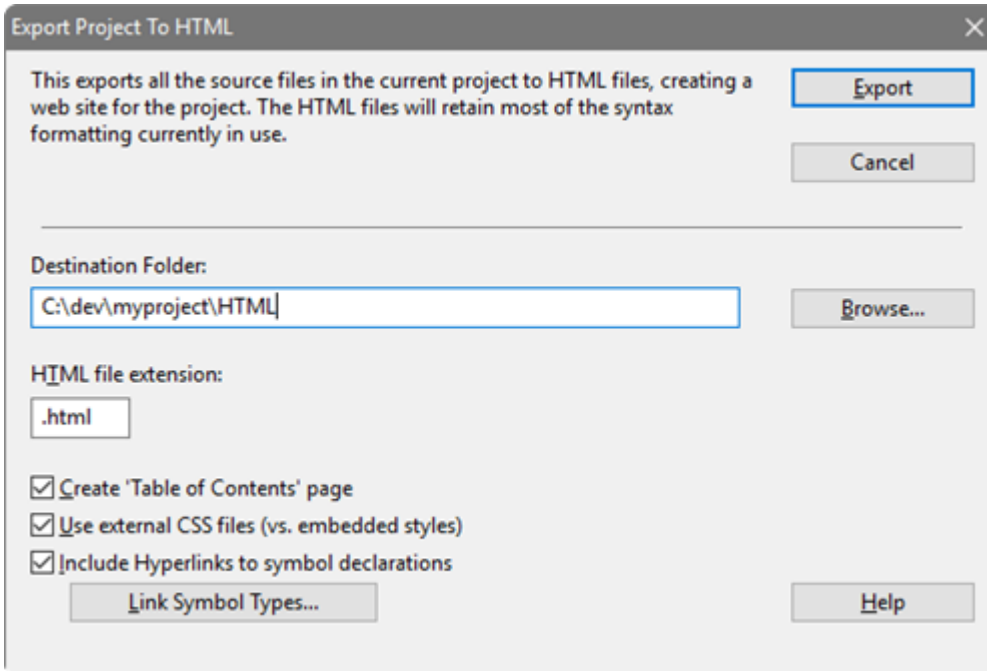 Export Project To HTML
This exports all the source files in the current project to HTML files, creating a
web site for the project. The HTML files will retain most of the syntax
formatting currently in use.
Export
Cancel
Destination Folder:
C:\dev\myproject\HTML
Browse...
HTML file extension:
.html
Create 'Table of Contents' page
Use external CSS files (vs. embedded styles)
Include Hyperlinks to symbol declarations
Link Symbol Types...
Help